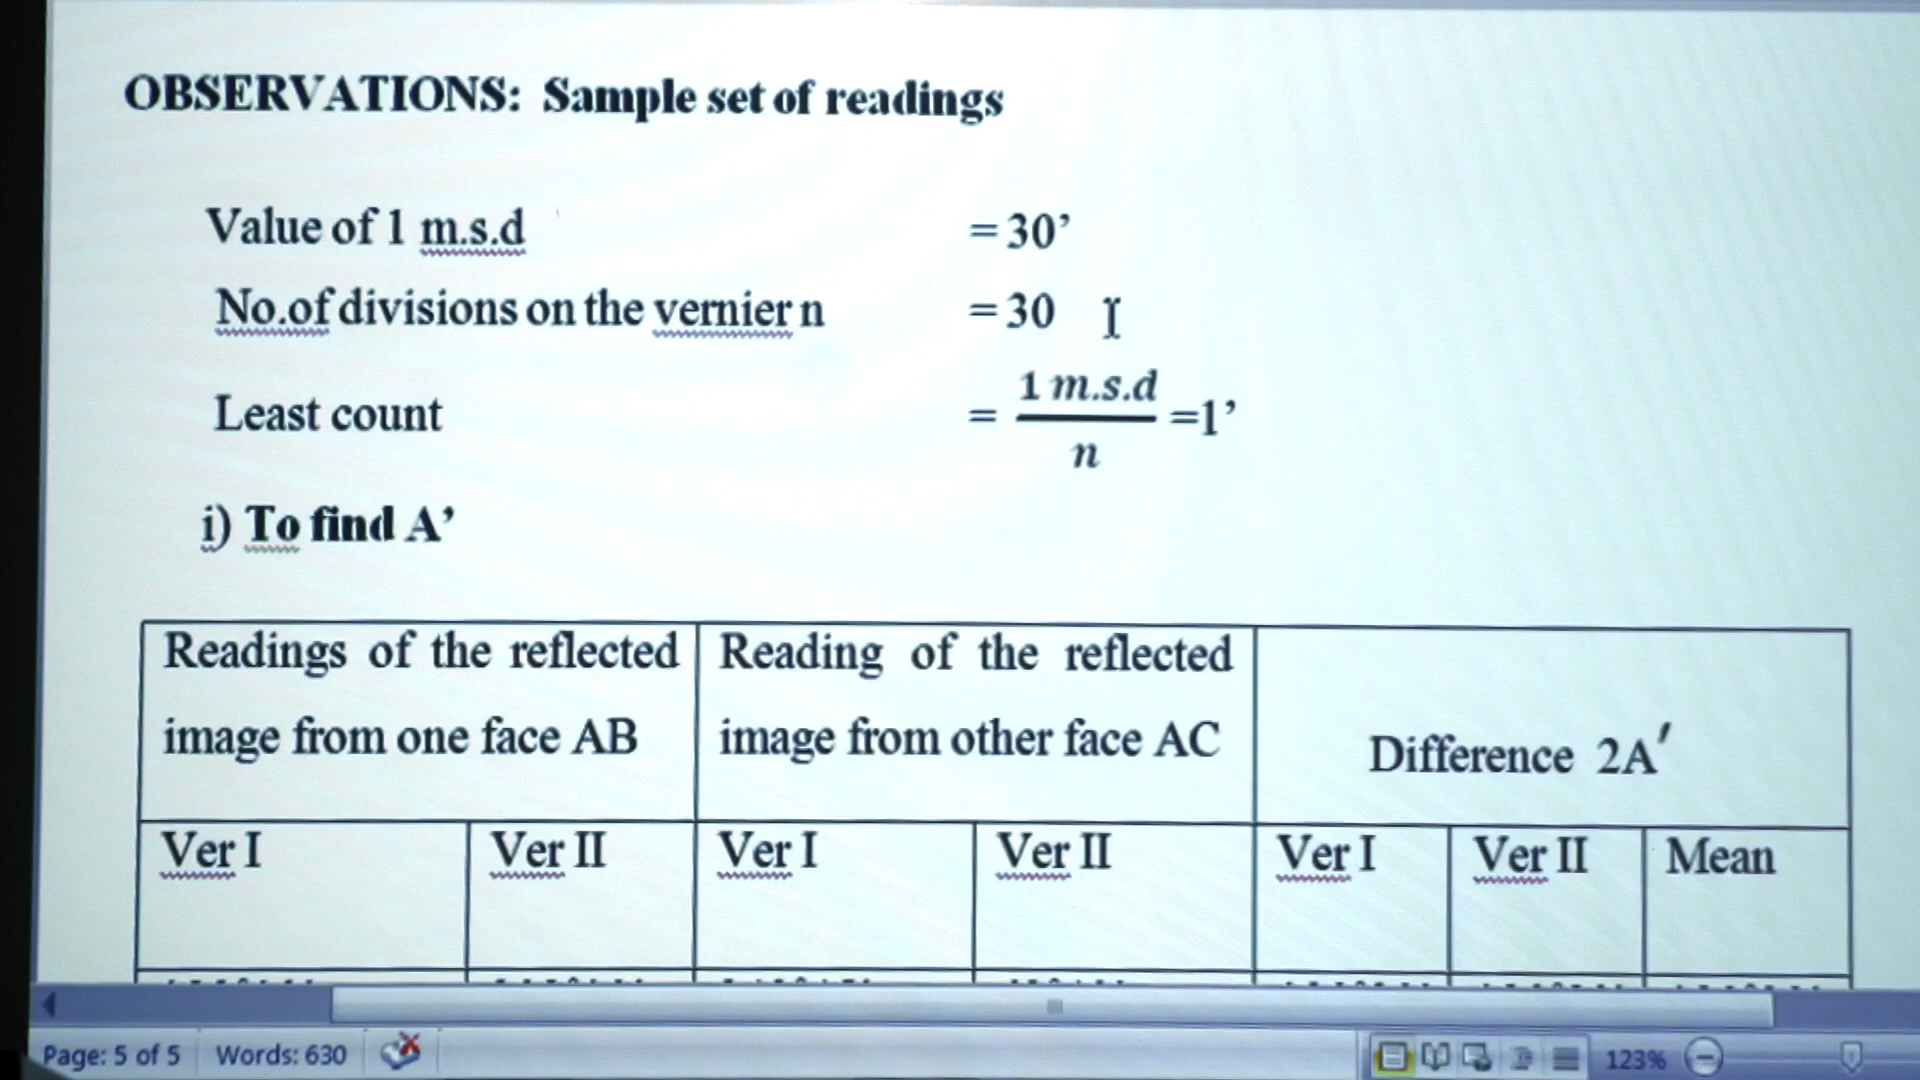 OBSERVATIONS: Sample set of readings
Value of 1 m.s.d = 30’
No.of divisions on the vernier n = 30
Least count = 1 m.s.d / n =1’
i) To find A’
Readings of the reflected image from one face AB
Reading of the reflected image from other face AC
Difference 2A′
Ver I Ver II Ver I Ver II Ver I Ver II Mean
Page: 5 of 5 Words: 630 123%